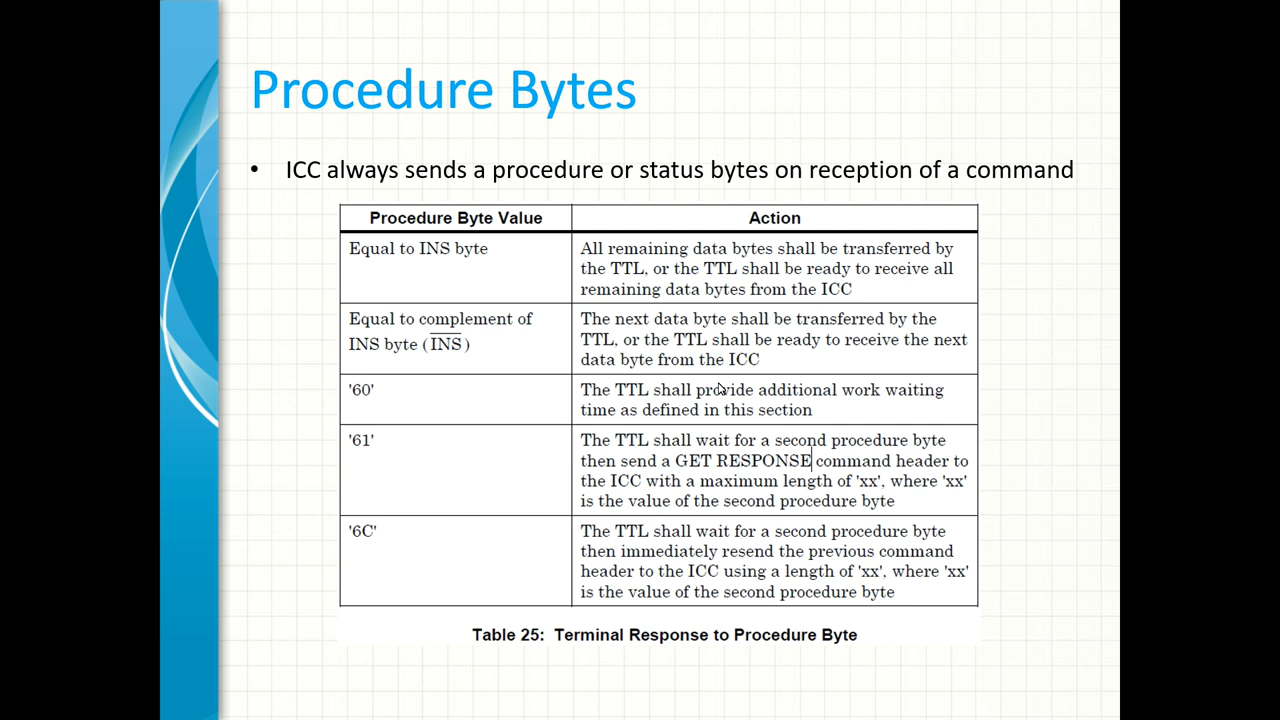 Procedure Bytes
• ICC always sends a procedure or status bytes on reception of a command
Procedure Byte Value
Action
Equal to INS byte
All remaining data bytes shall be transferred by
the TTL, or the TTL shall be ready to receive all
remaining data bytes from the ICC
Equal to complement of
INS byte (I̅N̅S̅)
The next data byte shall be transferred by the
TTL, or the TTL shall be ready to receive the next
data byte from the ICC
'60'
The TTL shall provide additional work waiting
time as defined in this section
'61'
The TTL shall wait for a second procedure byte
then send a GET RESPONSE command header to
the ICC with a maximum length of 'xx', where 'xx'
is the value of the second procedure byte
'6C'
The TTL shall wait for a second procedure byte
then immediately resend the previous command
header to the ICC using a length of 'xx', where 'xx'
is the value of the second procedure byte
Table 25: Terminal Response to Procedure Byte